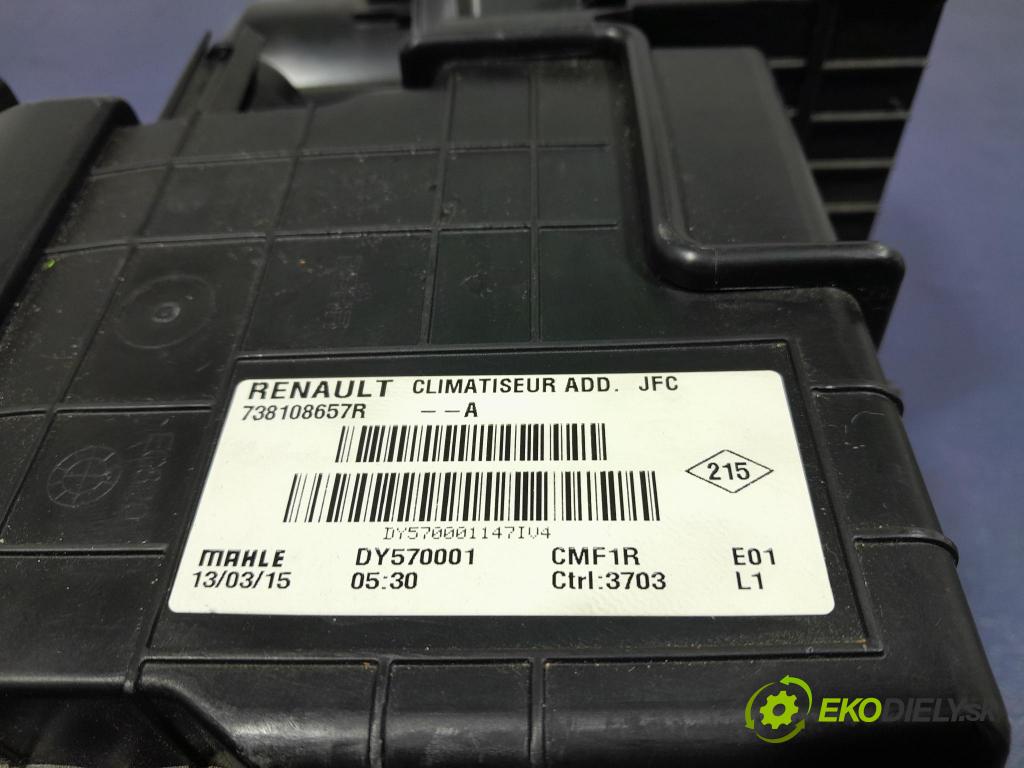 RENAULT CLIMATISEUR ADD. JFC
738108657R --A
215
DY570001147IV4
MAHLE DY570001 CMF1R E01
13/03/15 05:30 Ctrl:3703 L1
EKODIELY.SK